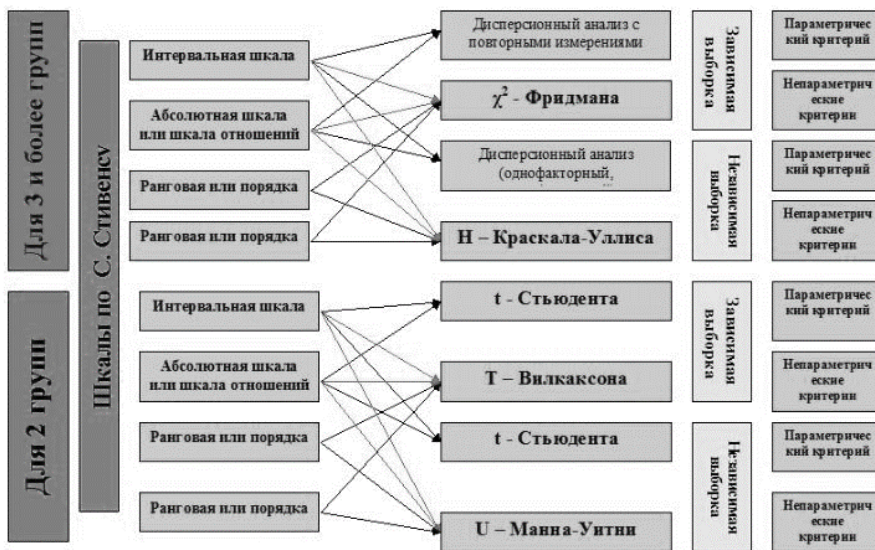 Для 3 и более групп
Для 2 групп
Шкалы по С. Стивенсу
Интервальная шкала
Абсолютная шкала
или шкала отношений
Ранговая или порядка
Ранговая или порядка
Интервальная шкала
Абсолютная шкала
или шкала отношений
Ранговая или порядка
Ранговая или порядка
Дисперсионный анализ с
повторными измерениями
χ² - Фридмана
Дисперсионный анализ
(однофакторный,
Н – Краскала-Уллиса
t - Стьюдента
Т – Вилкаксона
t - Стьюдента
U – Манна-Уитни
Зависимая
выборка
Независимая
выборка
Зависимая
выборка
Независимая
выборка
Параметричес
кий критерий
Непараметрич
еские
критерии
Параметричес
кий критерий
Непараметрич
еские
критерии
Параметричес
кий критерий
Непараметрич
еские
критерии
Параметричес
кий критерий
Непараметрич
еские
критерии